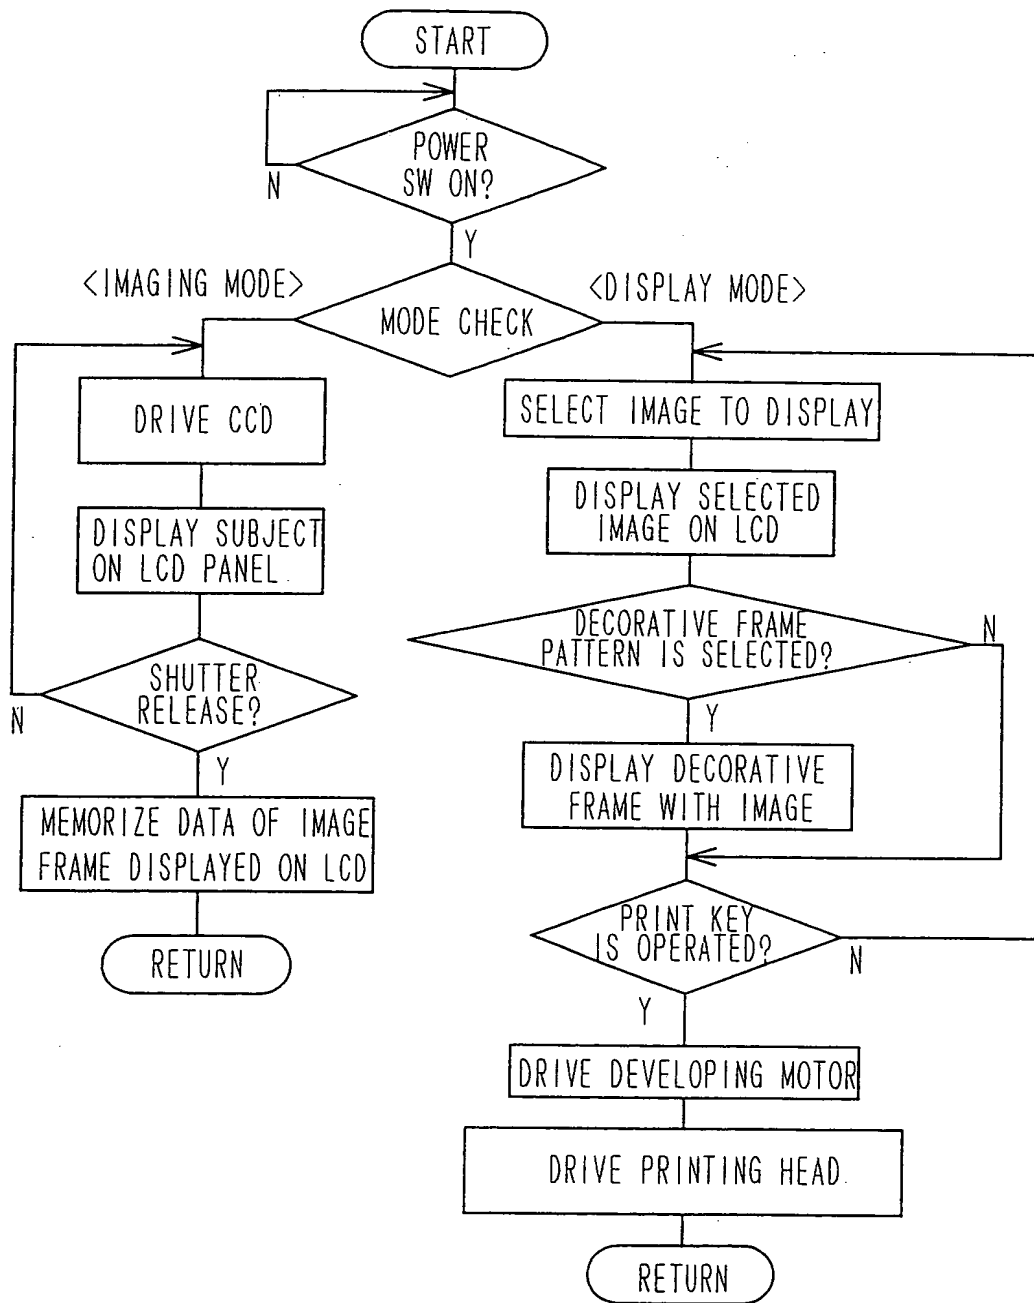 START
POWER
SW ON?
N
Y
<IMAGING MODE>
MODE CHECK
<DISPLAY MODE>
DRIVE CCD
DISPLAY SUBJECT
ON LCD PANEL
SHUTTER
RELEASE?
N
Y
MEMORIZE DATA OF IMAGE
FRAME DISPLAYED ON LCD
RETURN
SELECT IMAGE TO DISPLAY
DISPLAY SELECTED
IMAGE ON LCD
DECORATIVE FRAME
PATTERN IS SELECTED?
N
Y
DISPLAY DECORATIVE
FRAME WITH IMAGE
PRINT KEY
IS OPERATED?
N
Y
DRIVE DEVELOPING MOTOR
DRIVE PRINTING HEAD
RETURN